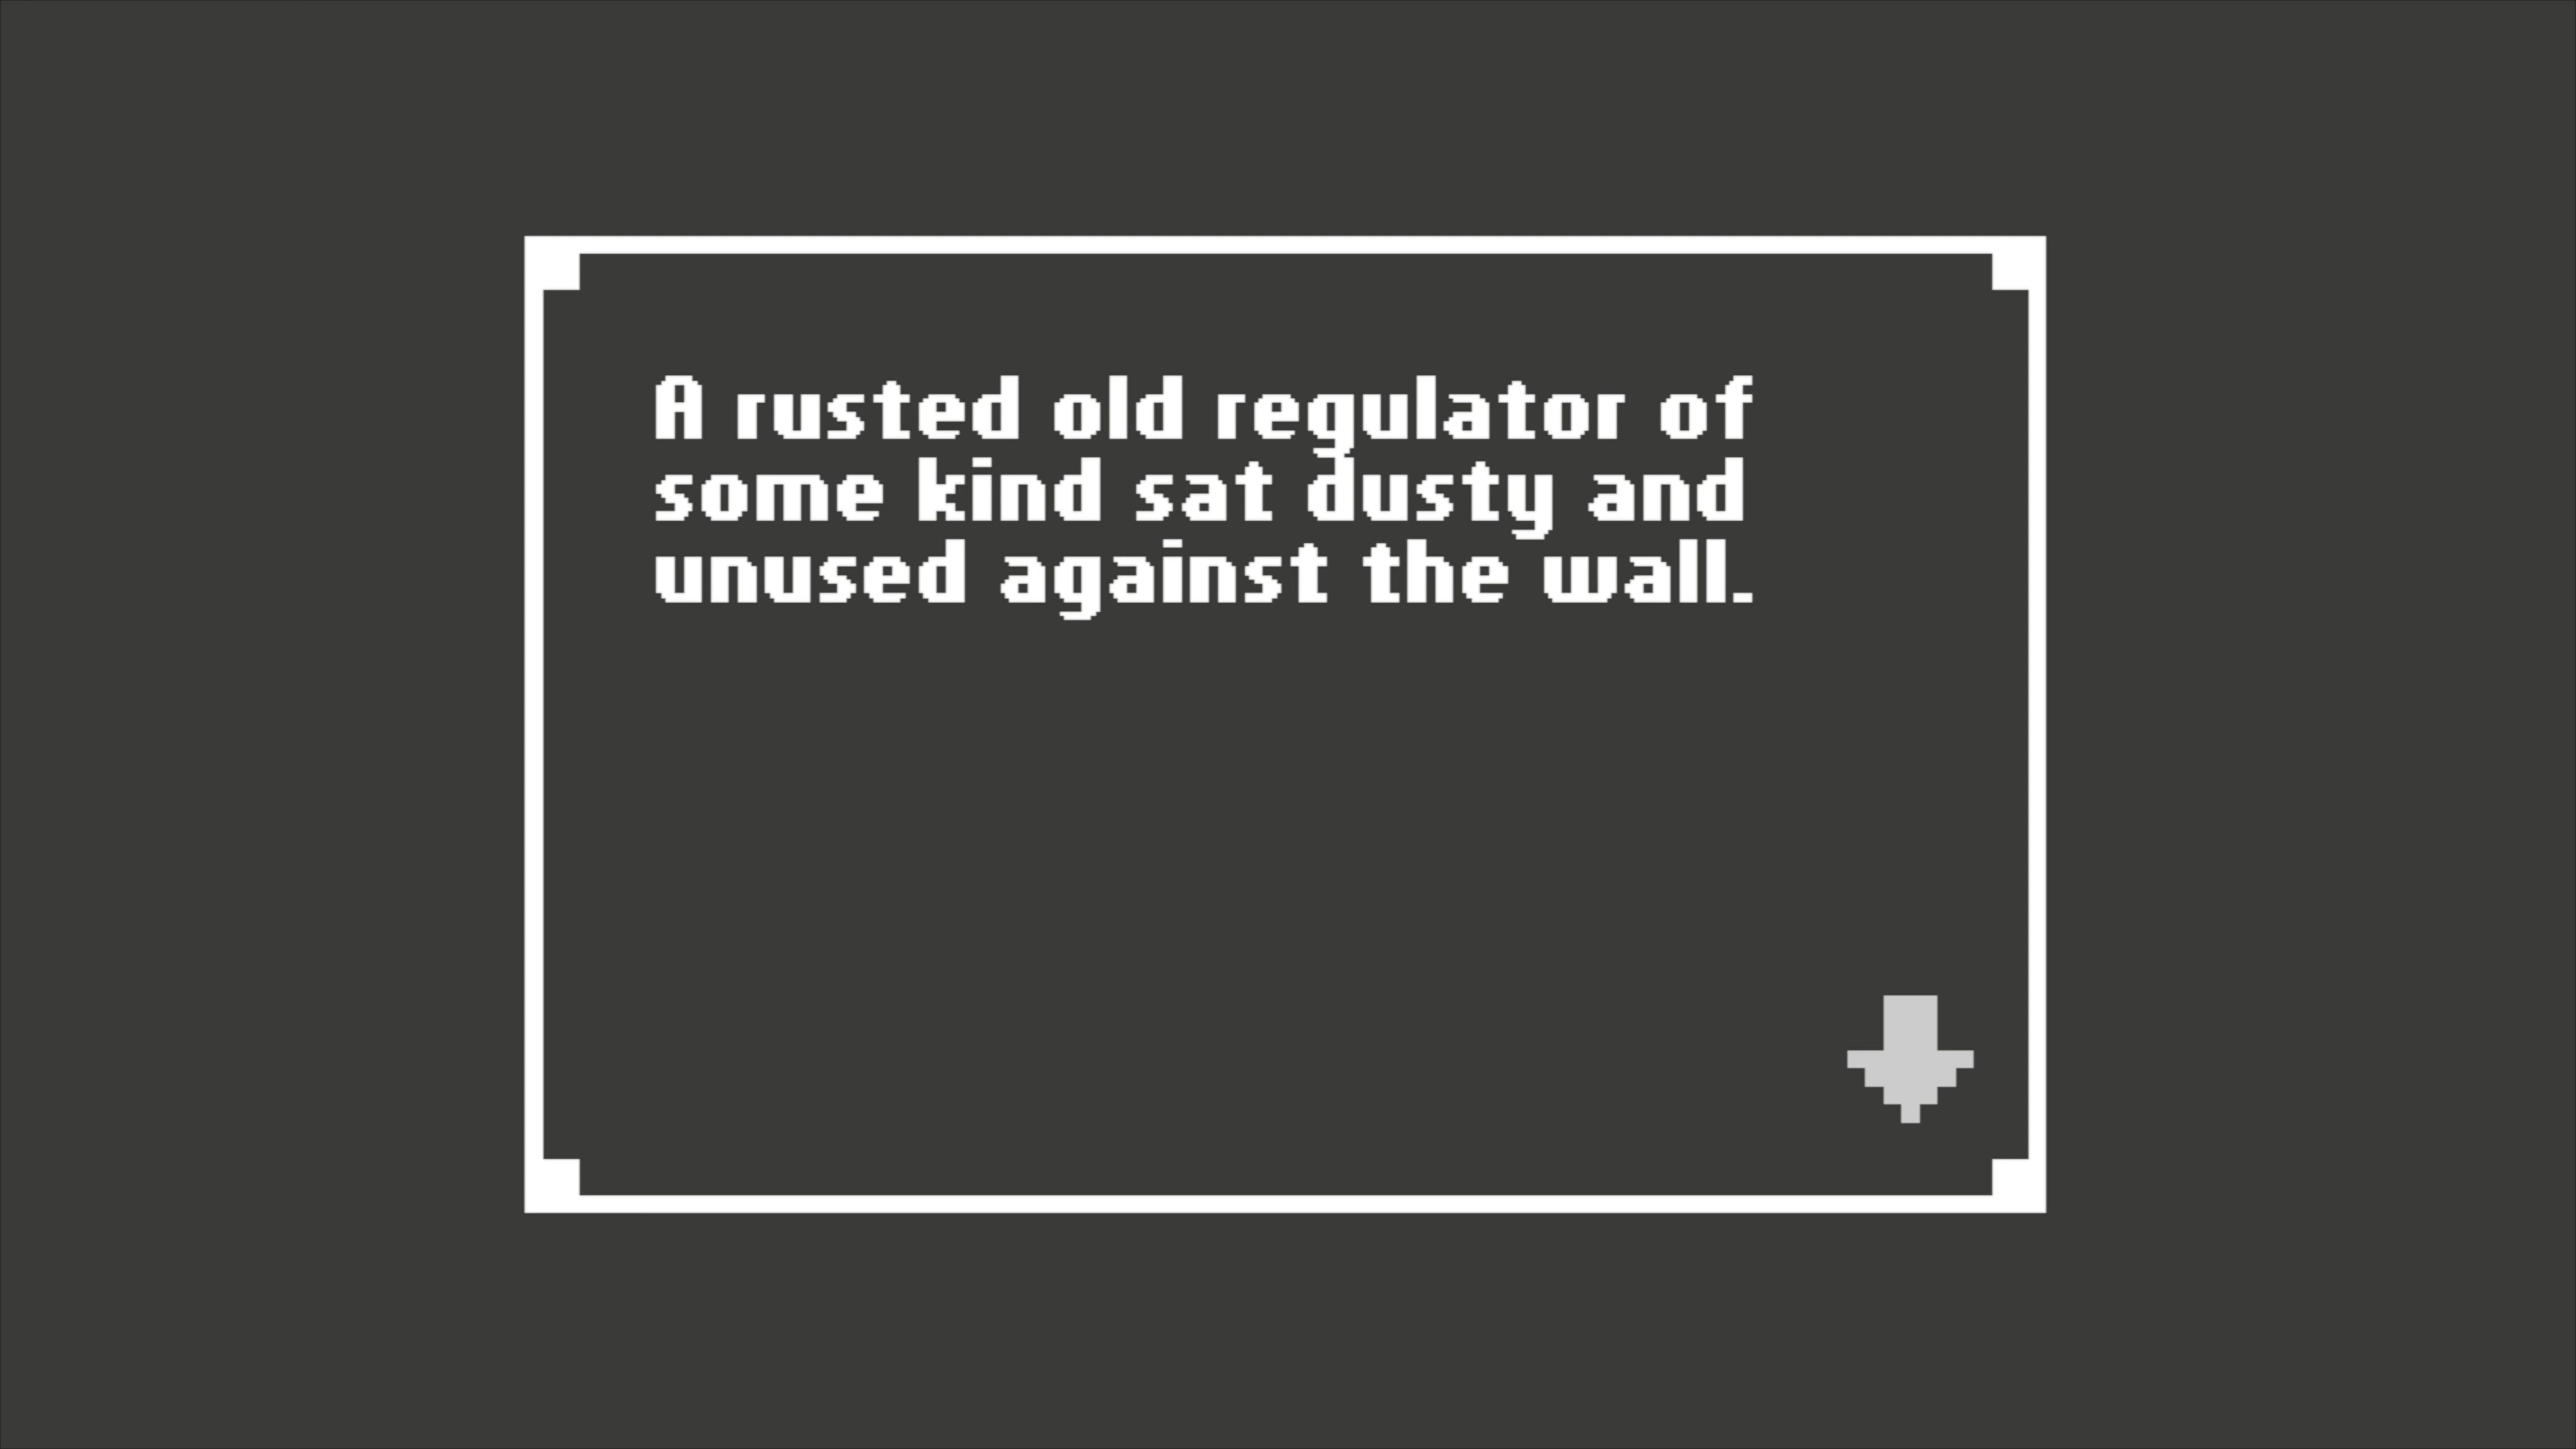 A rusted old regulator of
some kind sat dusty and
unused against the wall.